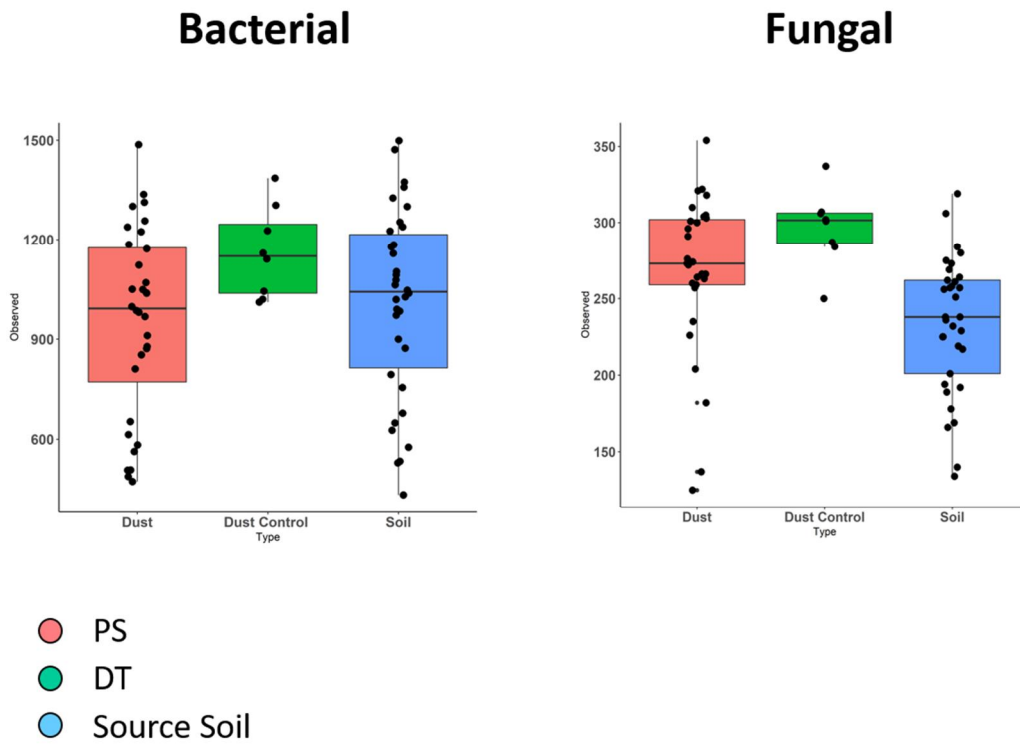 Bacterial
Fungal
1500
1200
900
600
Observed
Dust
Dust Control
Soil
Type
350
300
250
200
150
Observed
Dust
Dust Control
Soil
Type
PS
DT
Source Soil